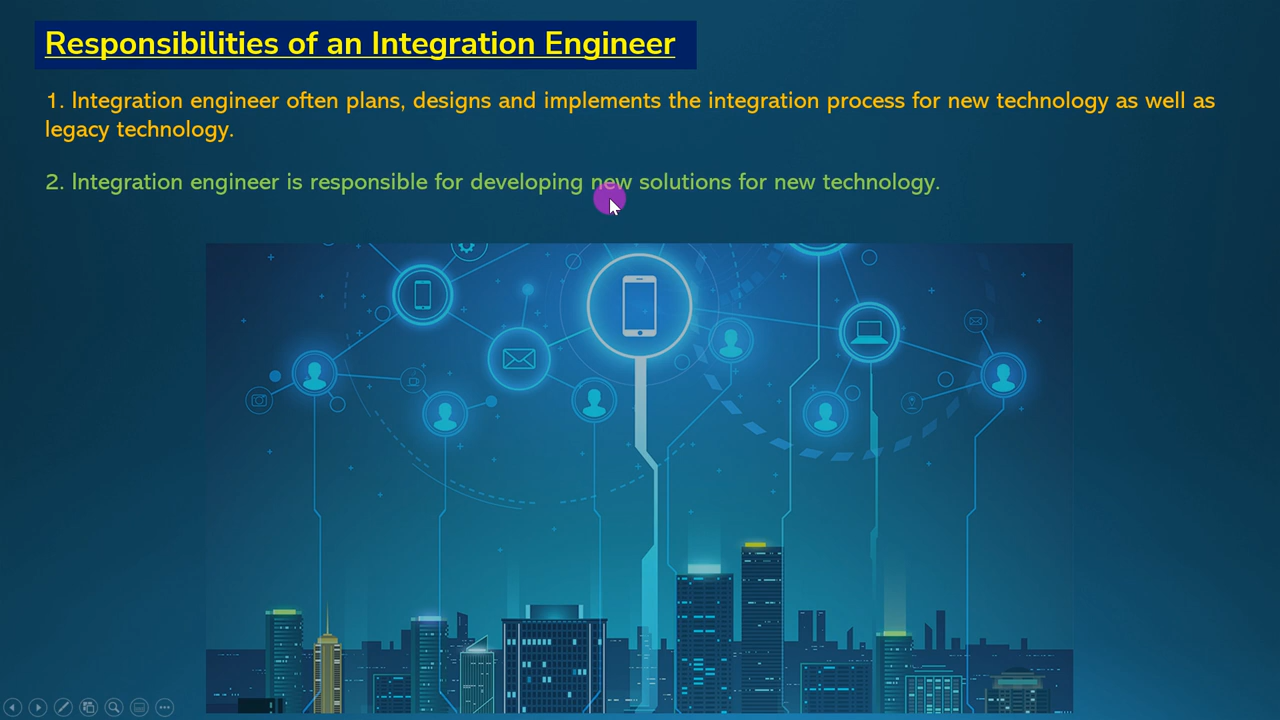 Responsibilities of an Integration Engineer
1. Integration engineer often plans, designs and implements the integration process for new technology as well as
legacy technology.
2. Integration engineer is responsible for developing new solutions for new technology.